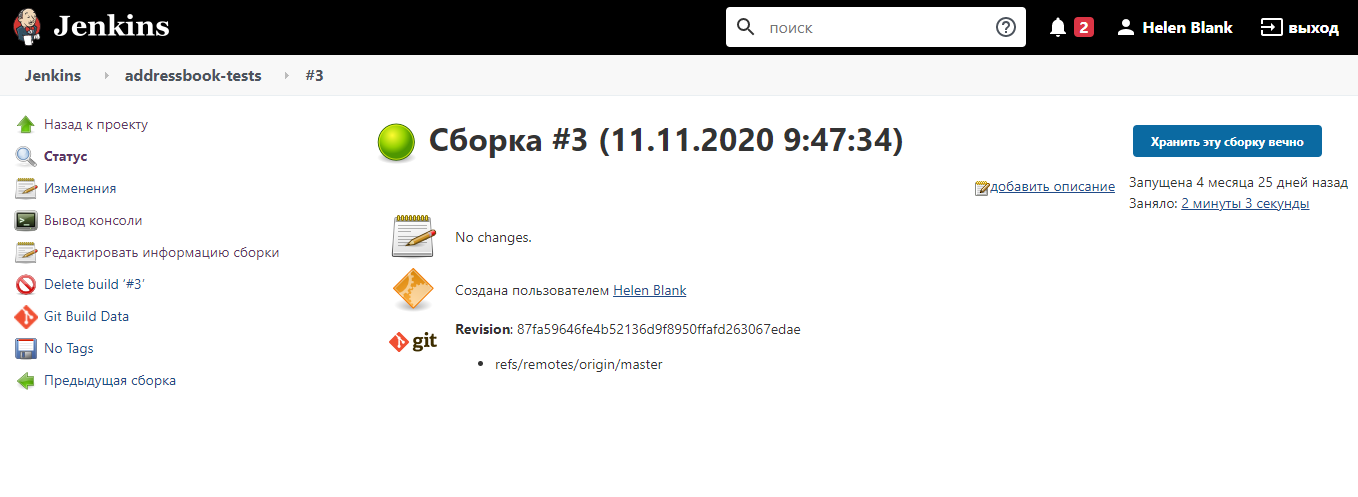 Jenkins
поиск
2
Helen Blank
выход
Jenkins
addressbook-tests
#3
Назад к проекту
Статус
Изменения
Вывод консоли
Редактировать информацию сборки
Delete build ‘#3’
Git Build Data
No Tags
Предыдущая сборка
Сборка #3 (11.11.2020 9:47:34)
Хранить эту сборку вечно
добавить описание
Запущена 4 месяца 25 дней назад
Заняло: 2 минуты 3 секунды
No changes.
Создана пользователем Helen Blank
git
Revision: 87fa59646fe4b52136d9f8950ffafd263067edae
refs/remotes/origin/master